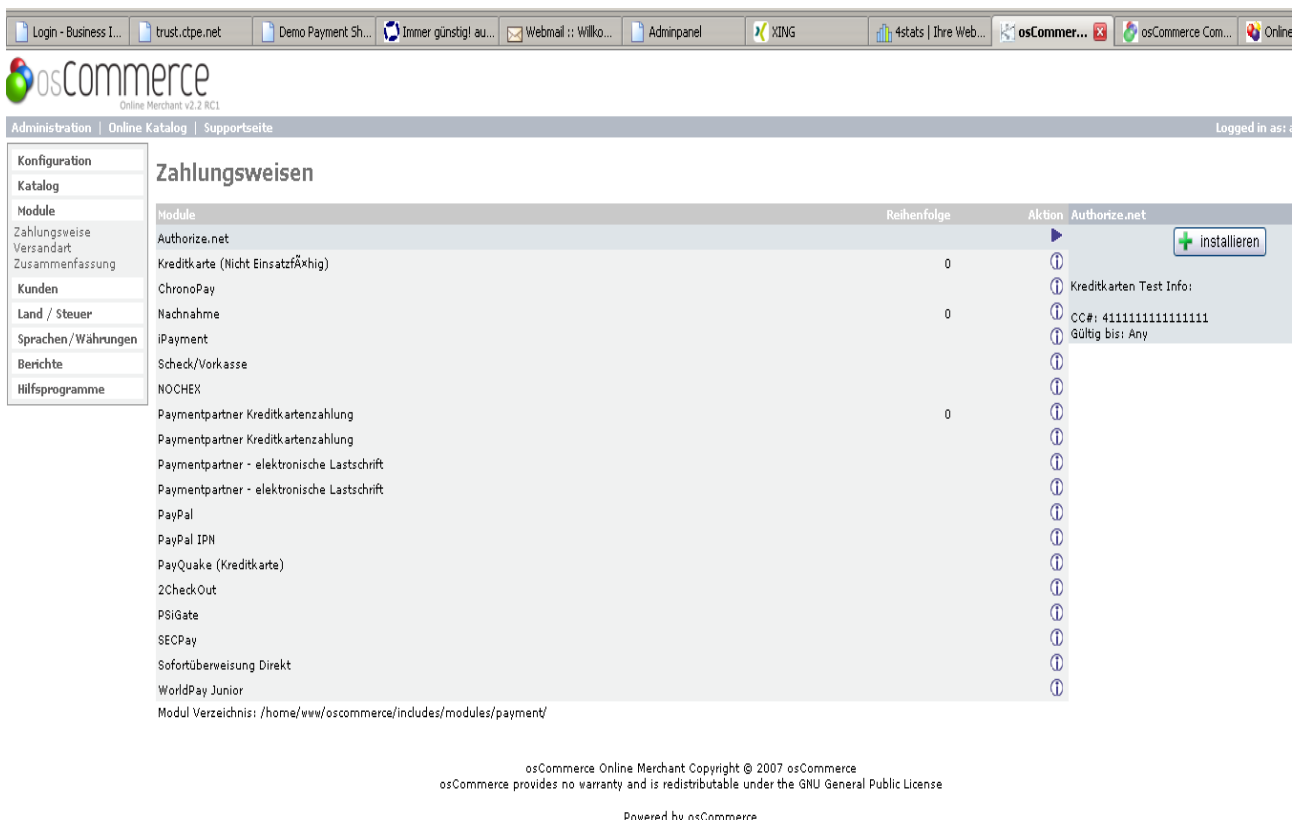 Login - Business I... trust.ctpe.net Demo Payment Sh... Immer günstig! au... Webmail :: Willko... Adminpanel XING 4stats | Ihre Web... osCommer... osCommerce Com... Online
osCommerce
Online Merchant v2.2 RC1
Administration | Online Katalog | Supportseite Logged in as: a
Konfiguration
Katalog
Module
Zahlungsweise
Versandart
Zusammenfassung
Kunden
Land / Steuer
Sprachen/Währungen
Berichte
Hilfsprogramme
Zahlungsweisen
Module Reihenfolge Aktion
Authorize.net
Kreditkarte (Nicht EinsatzfÃ¤hig) 0
ChronoPay
Nachnahme 0
iPayment
Scheck/Vorkasse
NOCHEX
Paymentpartner Kreditkartenzahlung 0
Paymentpartner Kreditkartenzahlung
Paymentpartner - elektronische Lastschrift
Paymentpartner - elektronische Lastschrift
PayPal
PayPal IPN
PayQuake (Kreditkarte)
2CheckOut
PSiGate
SECPay
Sofortüberweisung Direkt
WorldPay Junior
Modul Verzeichnis: /home/www/oscommerce/includes/modules/payment/
Authorize.net
installieren
Kreditkarten Test Info:
CC#: 4111111111111111
Gültig bis: Any
osCommerce Online Merchant Copyright © 2007 osCommerce
osCommerce provides no warranty and is redistributable under the GNU General Public License
Powered by osCommerce